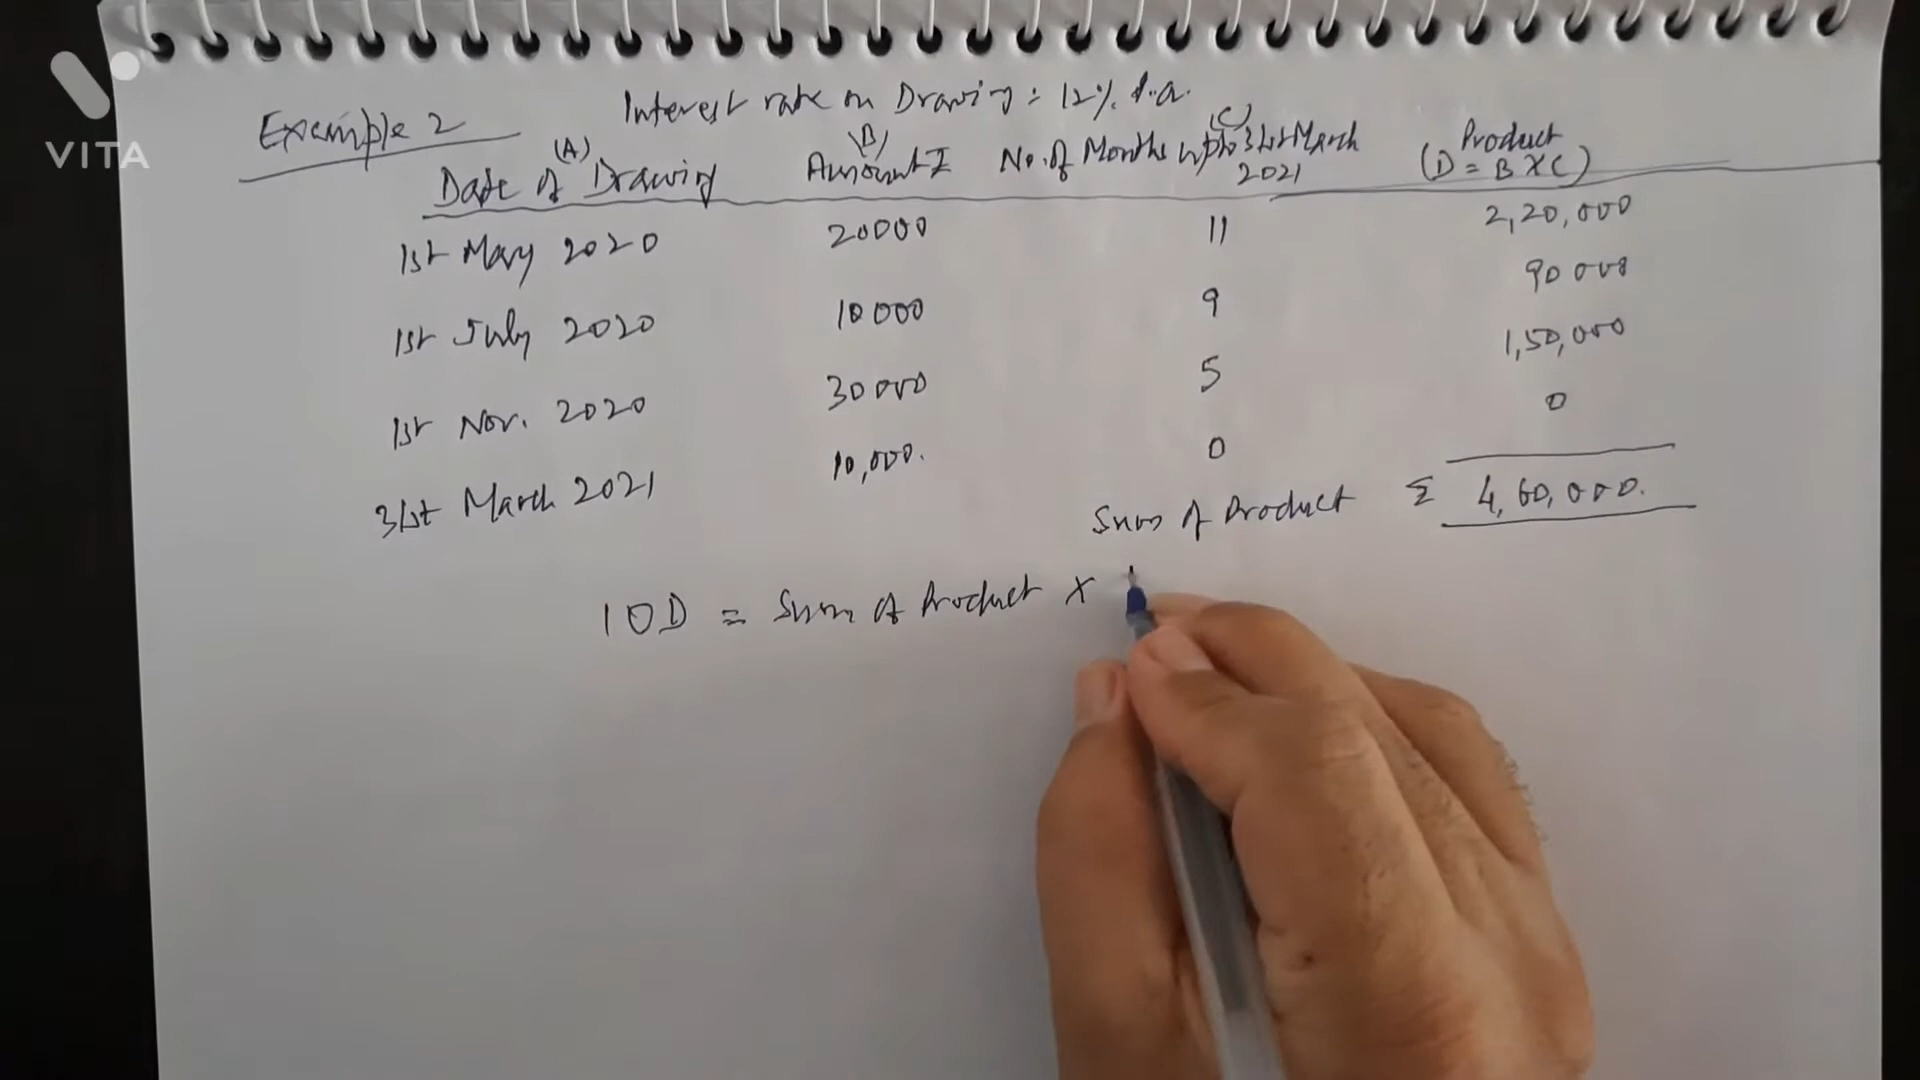 VITA
Example 2
Interest rate on Drawing = 12% p.a.
(A) (B) (C)
Date of Drawing Amount No. of Months upto 31st March 2021 Product (D = B X C)
1st May 2020 20000 11 2,20,000
1st July 2020 10000 9 90000
1st Nov. 2020 30000 5 1,50,000
31st March 2021 10,000. 0 0
Sum of Product Σ 4,60,000.
IOD = Sum of Product X